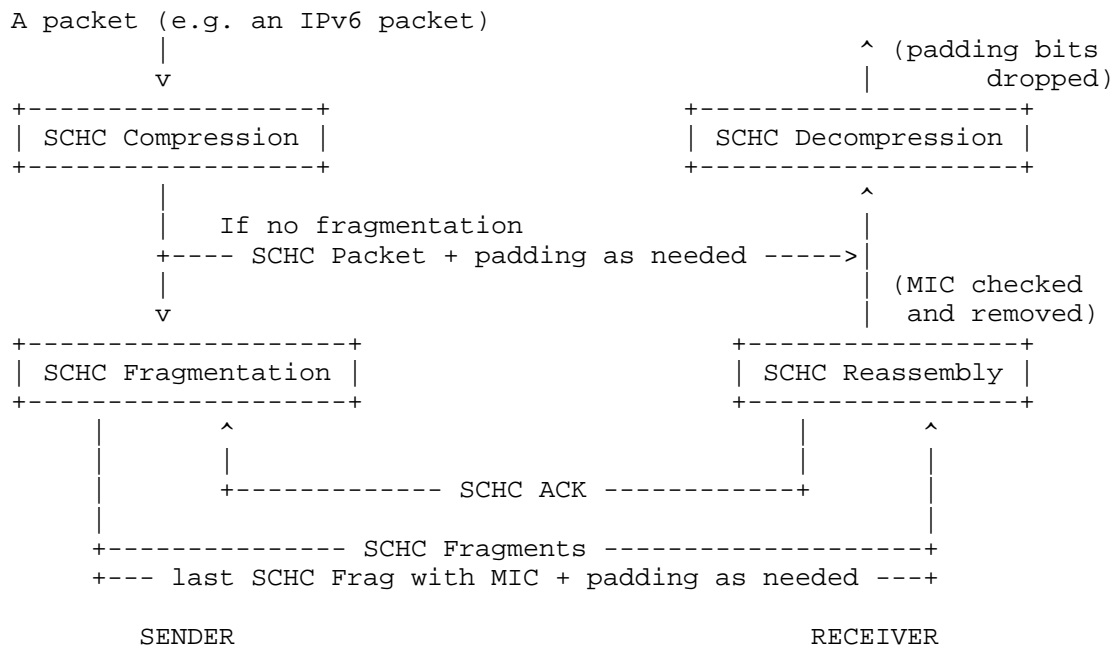 A packet (e.g. an IPv6 packet)
^ (padding bits
v
dropped)
SCHC Compression
SCHC Decompression
^
If no fragmentation
SCHC Packet + padding as needed
(MIC checked
v
and removed)
SCHC Fragmentation
SCHC Reassembly
^
^
SCHC ACK
SCHC Fragments
last SCHC Frag with MIC + padding as needed
SENDER
RECEIVER